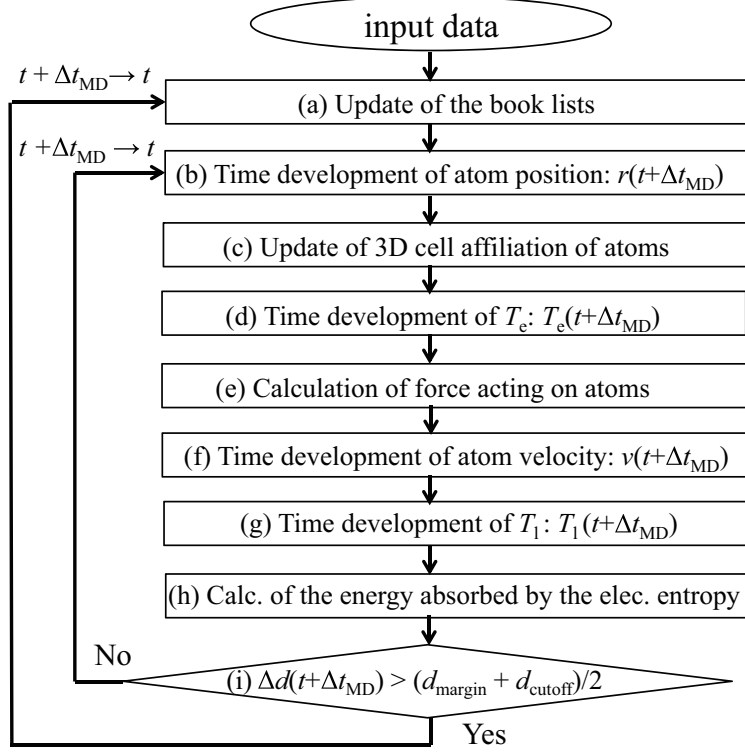 input data
t + Δt_MD → t
(a) Update of the book lists
t + Δt_MD → t
(b) Time development of atom position: r(t+Δt_MD)
(c) Update of 3D cell affiliation of atoms
(d) Time development of T_e: T_e(t+Δt_MD)
(e) Calculation of force acting on atoms
(f) Time development of atom velocity: v(t+Δt_MD)
(g) Time development of T_l: T_l(t+Δt_MD)
(h) Calc. of the energy absorbed by the elec. entropy
No
(i) Δd(t+Δt_MD) > (d_margin + d_cutoff)/2
Yes